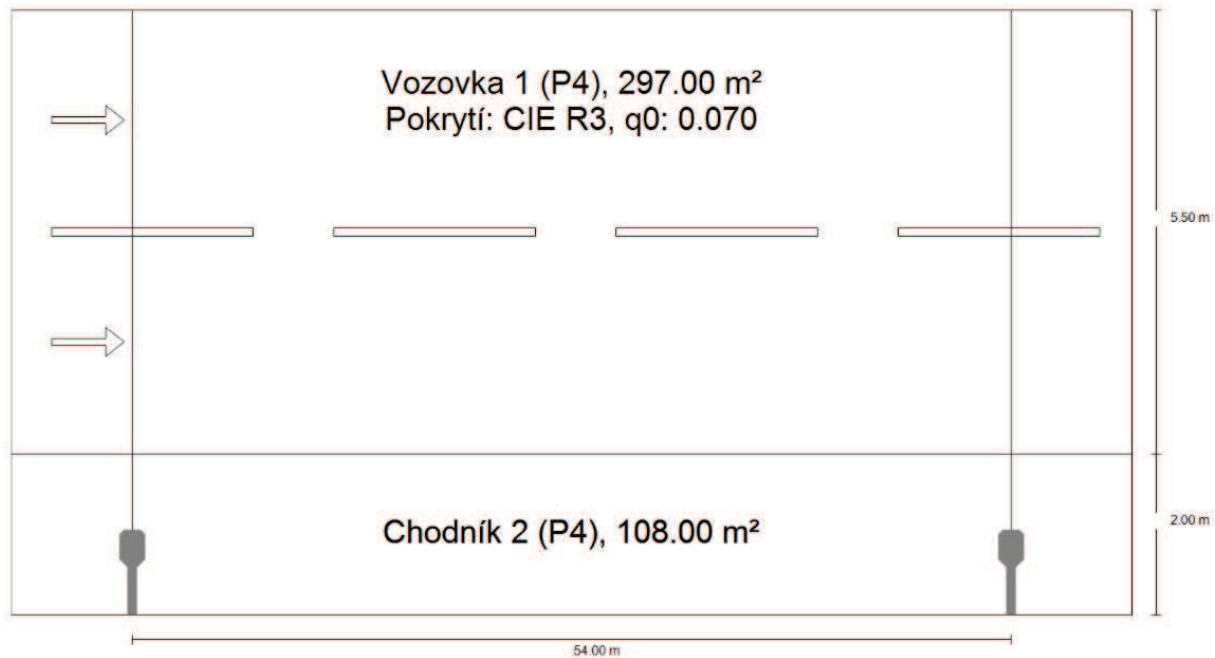 Vozovka 1 (P4), 297.00 m²
Pokrytí: CIE R3, q0: 0.070
5.50 m
Chodník 2 (P4), 108.00 m²
2.00 m
54.00 m